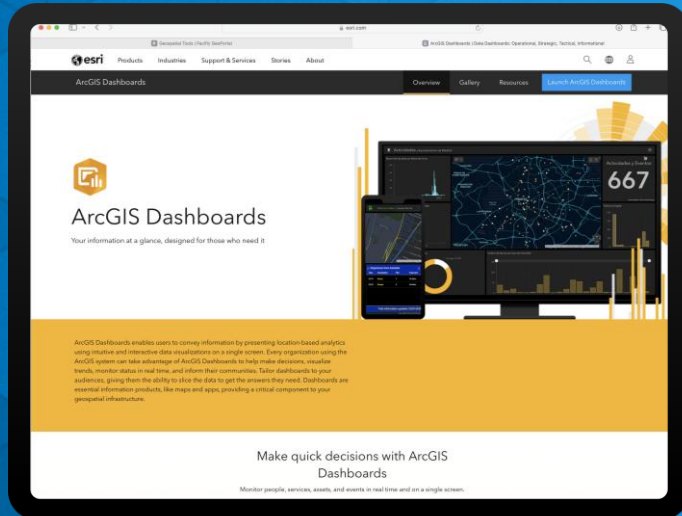 esri.com
Geospatial Tools | Pacific GeoPortal
ArcGIS Dashboards | Data Dashboards: Operational, Strategic, Tactical, Informational
esri
Products Industries Support & Services Stories About
ArcGIS Dashboards
Overview Gallery Resources Launch ArcGIS Dashboards
667
ArcGIS Dashboards
Your information at a glance, designed for those who need it
ArcGIS Dashboards enables users to convey information by presenting location-based analytics
using intuitive and interactive data visualizations on a single screen. Every organization using the
ArcGIS system can take advantage of ArcGIS Dashboards to help make decisions, visualize
trends, monitor status in real time, and inform their communities. Tailor dashboards to your
audiences, giving them the ability to slice the data to get the answers they need. Dashboards are
essential information products, like maps and apps, providing a critical component to your
geospatial infrastructure.
Make quick decisions with ArcGIS
Dashboards
Monitor people, services, assets, and events in real time and on a single screen.